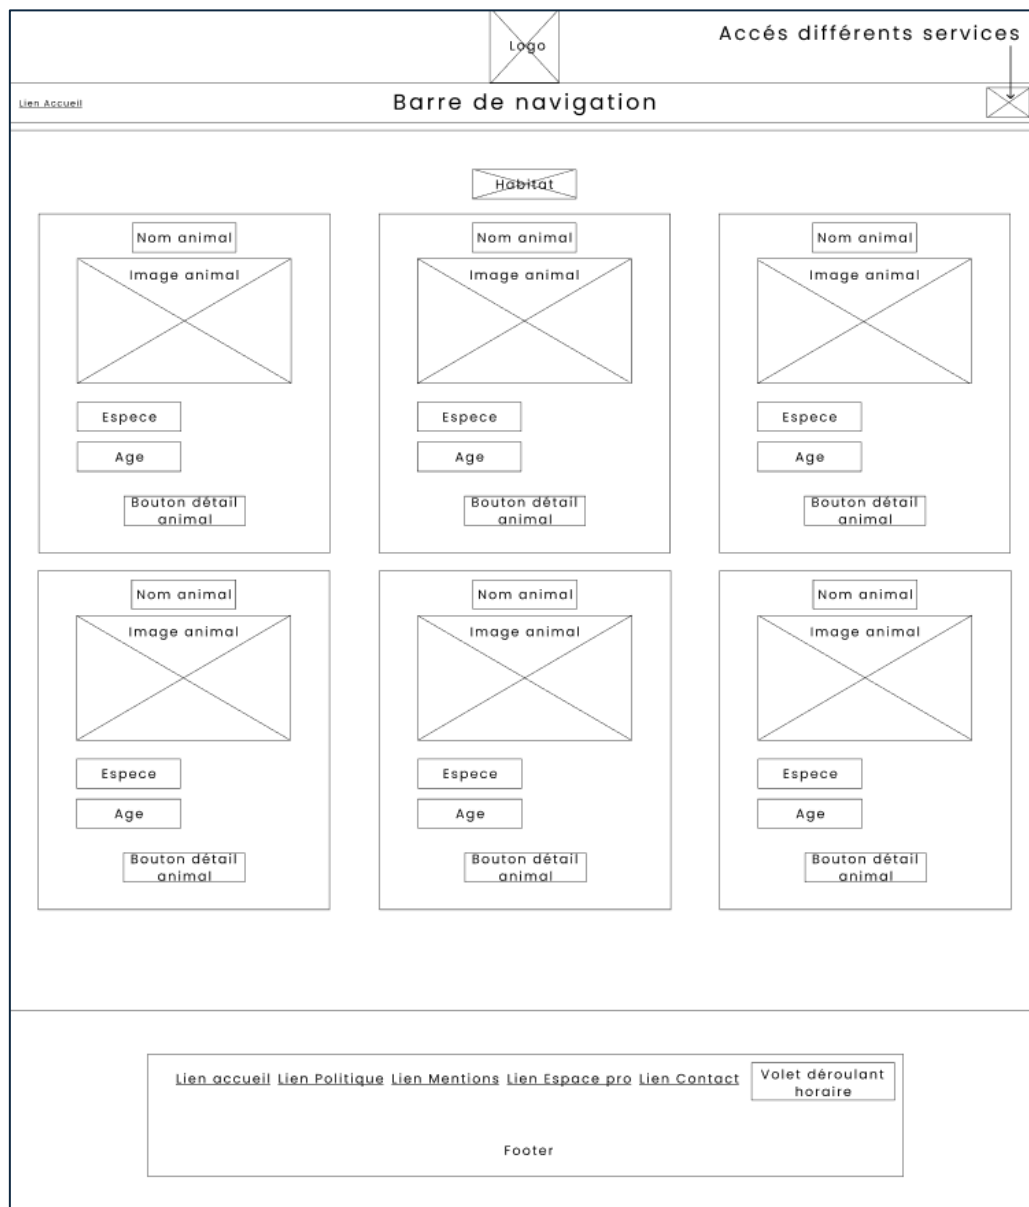 Logo
Accés différents services
Lien Accueil
Barre de navigation
Habitat
Nom animal
Image animal
Espece
Age
Bouton détail
animal
Nom animal
Image animal
Espece
Age
Bouton détail
animal
Nom animal
Image animal
Espece
Age
Bouton détail
animal
Nom animal
Image animal
Espece
Age
Bouton détail
animal
Nom animal
Image animal
Espece
Age
Bouton détail
animal
Nom animal
Image animal
Espece
Age
Bouton détail
animal
Lien accueil Lien Politique Lien Mentions Lien Espace pro Lien Contact
Volet déroulant
horaire
Footer